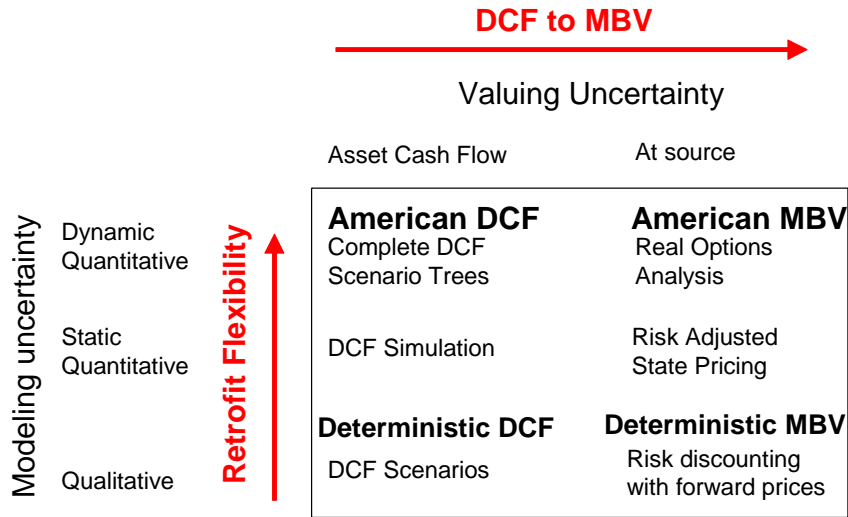 DCF to MBV
Valuing Uncertainty
Asset Cash Flow
At source
Modeling uncertainty
Retrofit Flexibility
Dynamic
Quantitative
American DCF
Complete DCF
Scenario Trees
American MBV
Real Options
Analysis
Static
Quantitative
DCF Simulation
Risk Adjusted
State Pricing
Deterministic DCF
Deterministic MBV
Qualitative
DCF Scenarios
Risk discounting
with forward prices